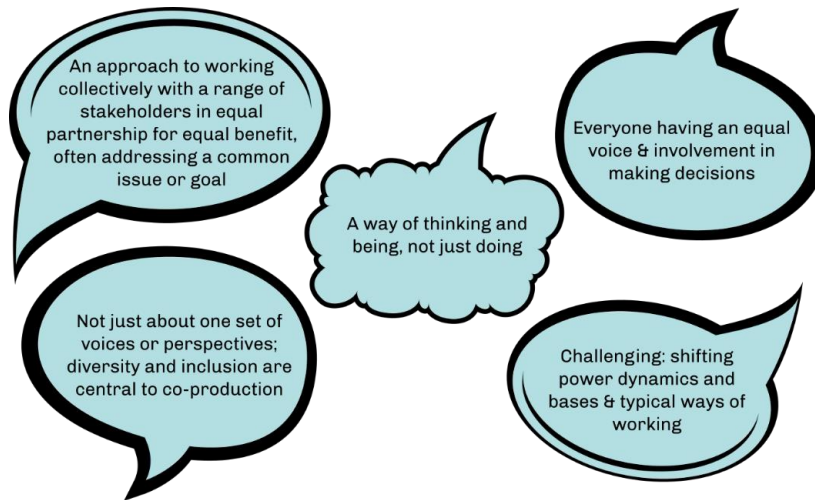 An approach to working
collectively with a range of
stakeholders in equal
partnership for equal benefit,
often addressing a common
issue or goal
Everyone having an equal
voice & involvement in
making decisions
A way of thinking and
being, not just doing
Not just about one set of
voices or perspectives;
diversity and inclusion are
central to co-production
Challenging: shifting
power dynamics and
bases & typical ways of
working